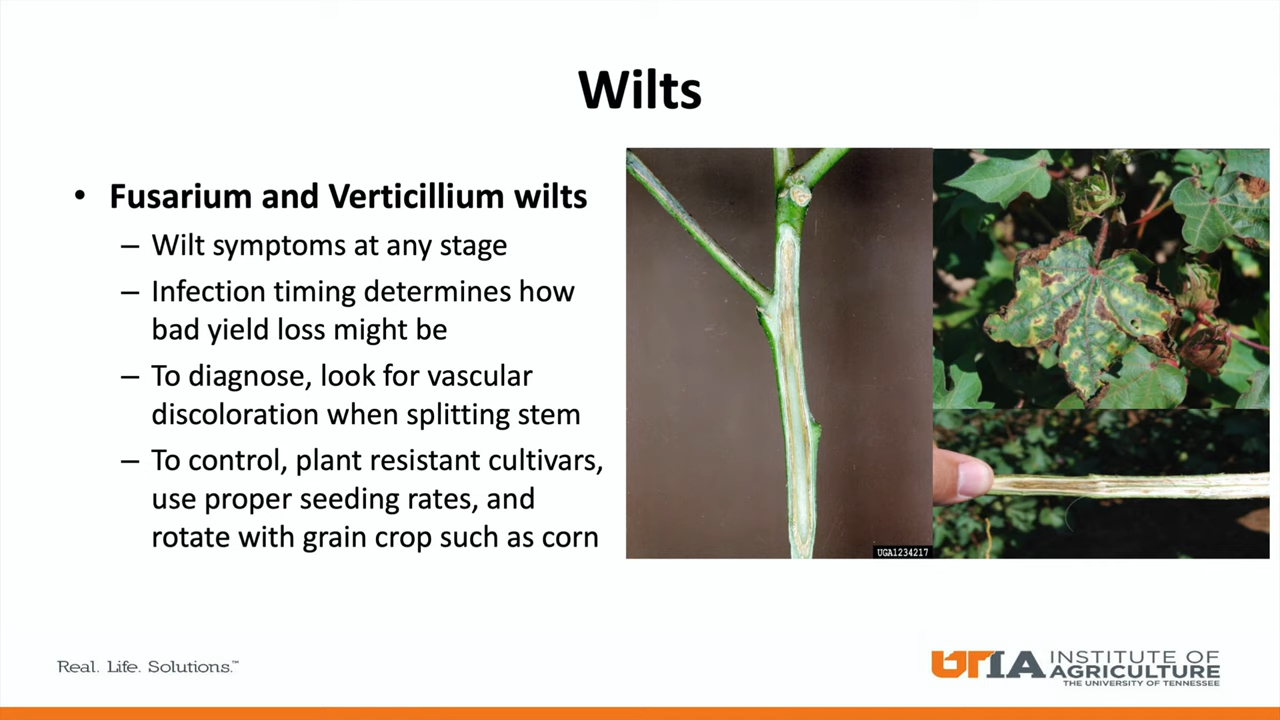 Wilts
• Fusarium and Verticillium wilts
– Wilt symptoms at any stage
– Infection timing determines how
bad yield loss might be
– To diagnose, look for vascular
discoloration when splitting stem
– To control, plant resistant cultivars,
use proper seeding rates, and
rotate with grain crop such as corn
UGA1234217
Real. Life. Solutions.™
UTIA INSTITUTE OF
AGRICULTURE
THE UNIVERSITY OF TENNESSEE